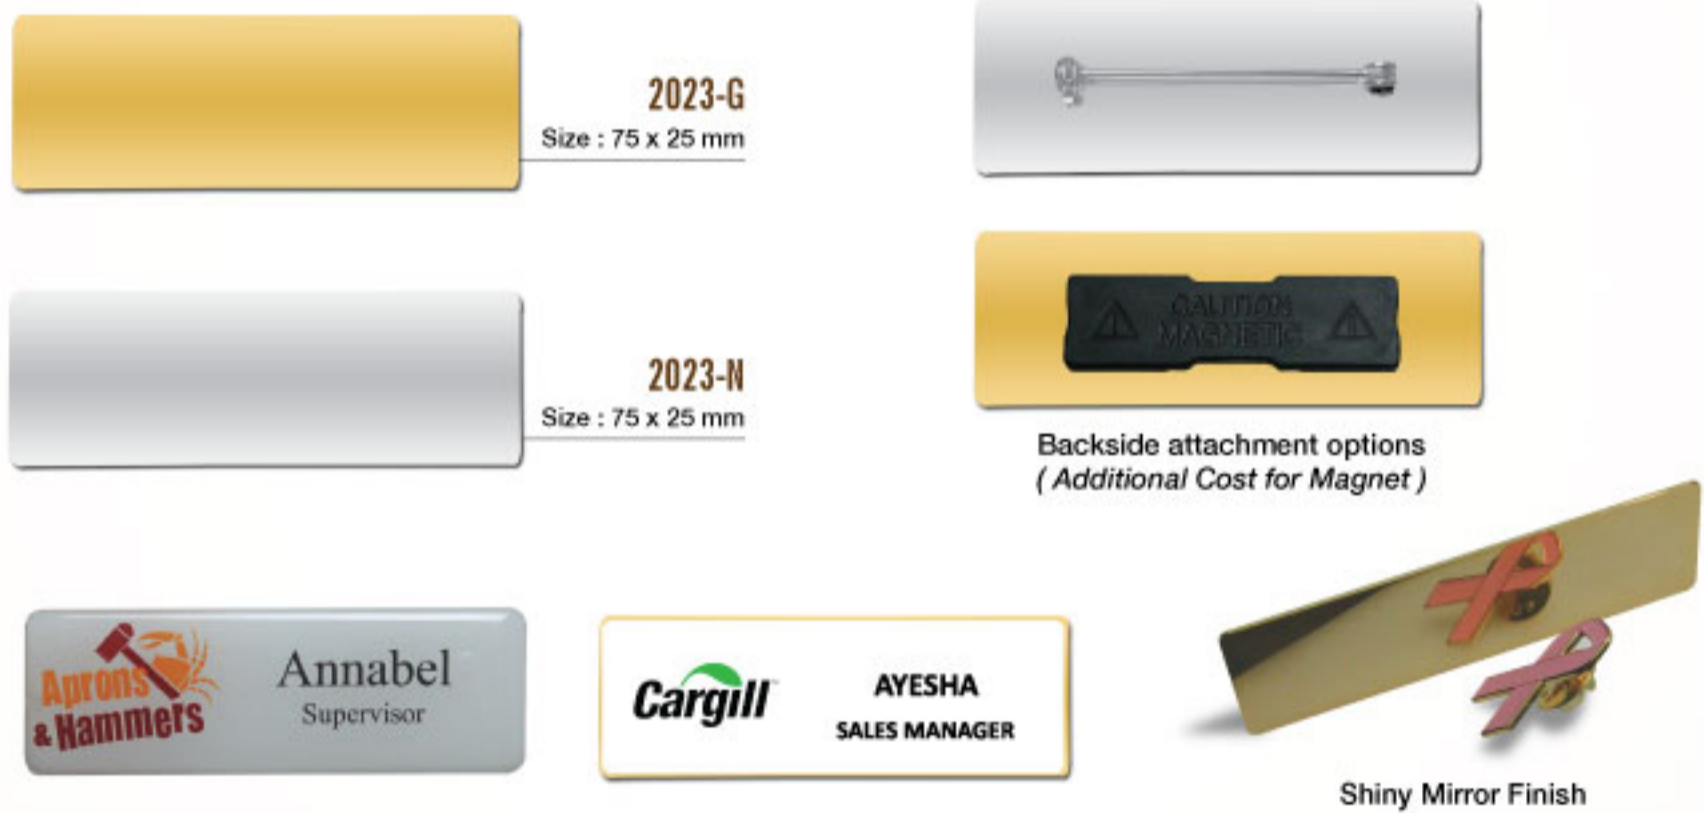 2023-G
Size : 75 x 25 mm
2023-N
Size : 75 x 25 mm
CAUTION
MAGNETIC
Backside attachment options
( Additional Cost for Magnet )
Aprons
& Hammers
Annabel
Supervisor
Cargill
AYESHA
SALES MANAGER
Shiny Mirror Finish